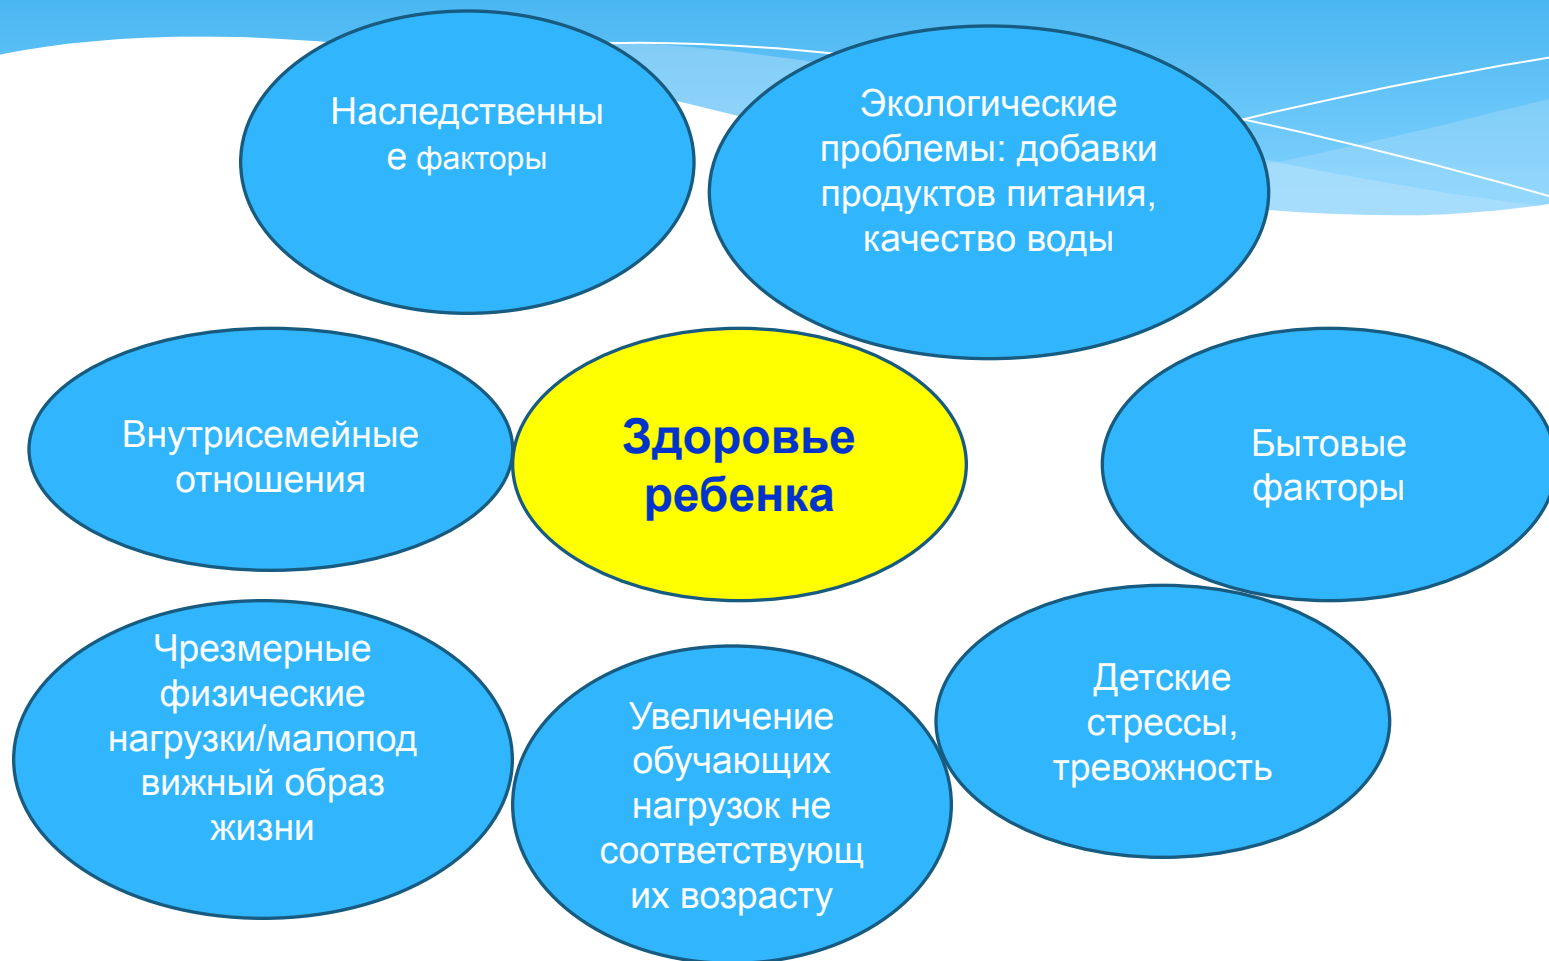 Наследственны
е факторы
Экологические
проблемы: добавки
продуктов питания,
качество воды
Внутрисемейные
отношения
Здоровье
ребенка
Бытовые
факторы
Чрезмерные
физические
нагрузки/малопод
вижный образ
жизни
Увеличение
обучающих
нагрузок не
соответствующ
их возрасту
Детские
стрессы,
тревожность